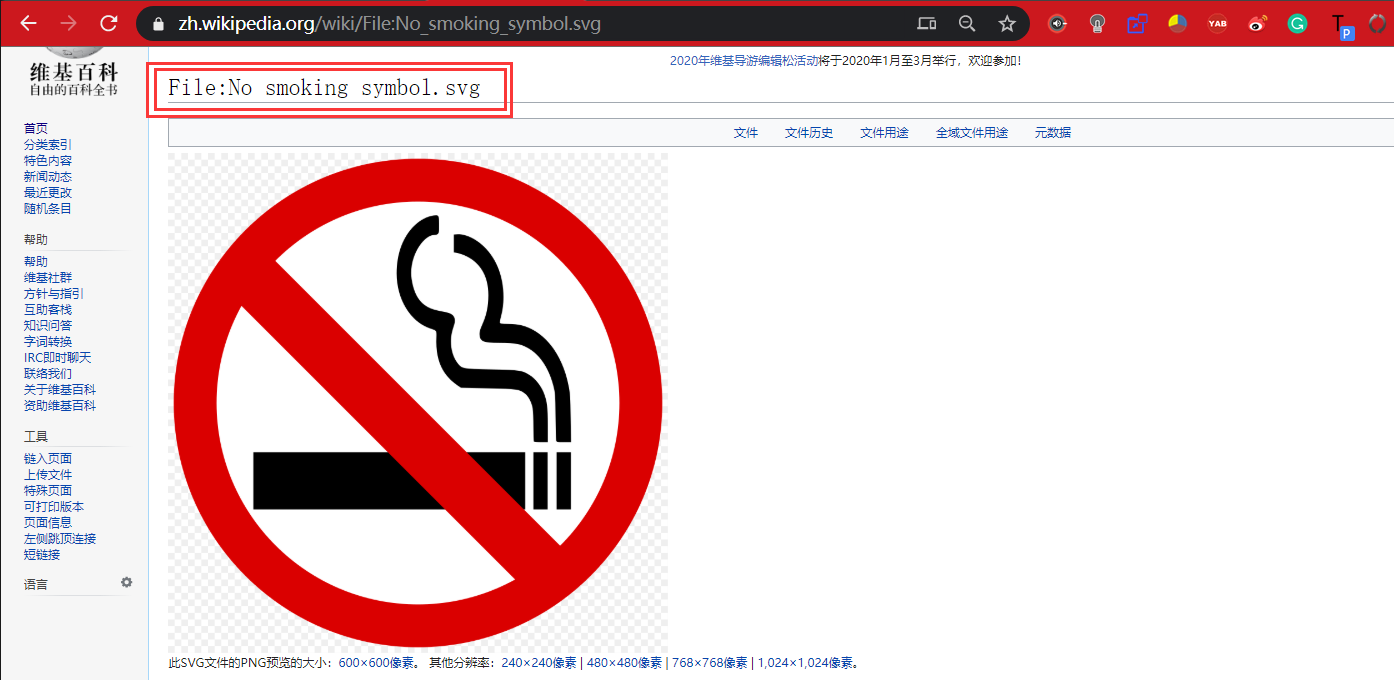 zh.wikipedia.org/wiki/File:No_smoking_symbol.svg
YAB
G
T
P
维基百科
自由的百科全书
首页
分类索引
特色内容
新闻动态
最近更改
随机条目
帮助
帮助
维基社群
方针与指引
互助客栈
知识问答
字词转换
IRC即时聊天
联络我们
关于维基百科
资助维基百科
工具
链入页面
上传文件
特殊页面
可打印版本
页面信息
左侧跳顶连接
短链接
语言
2020年维基导游编辑松活动将于2020年1月至3月举行，欢迎参加！
File:No smoking symbol.svg
文件 文件历史 文件用途 全域文件用途 元数据
此SVG文件的PNG预览的大小：600×600像素。 其他分辨率：240×240像素 | 480×480像素 | 768×768像素 | 1,024×1,024像素。